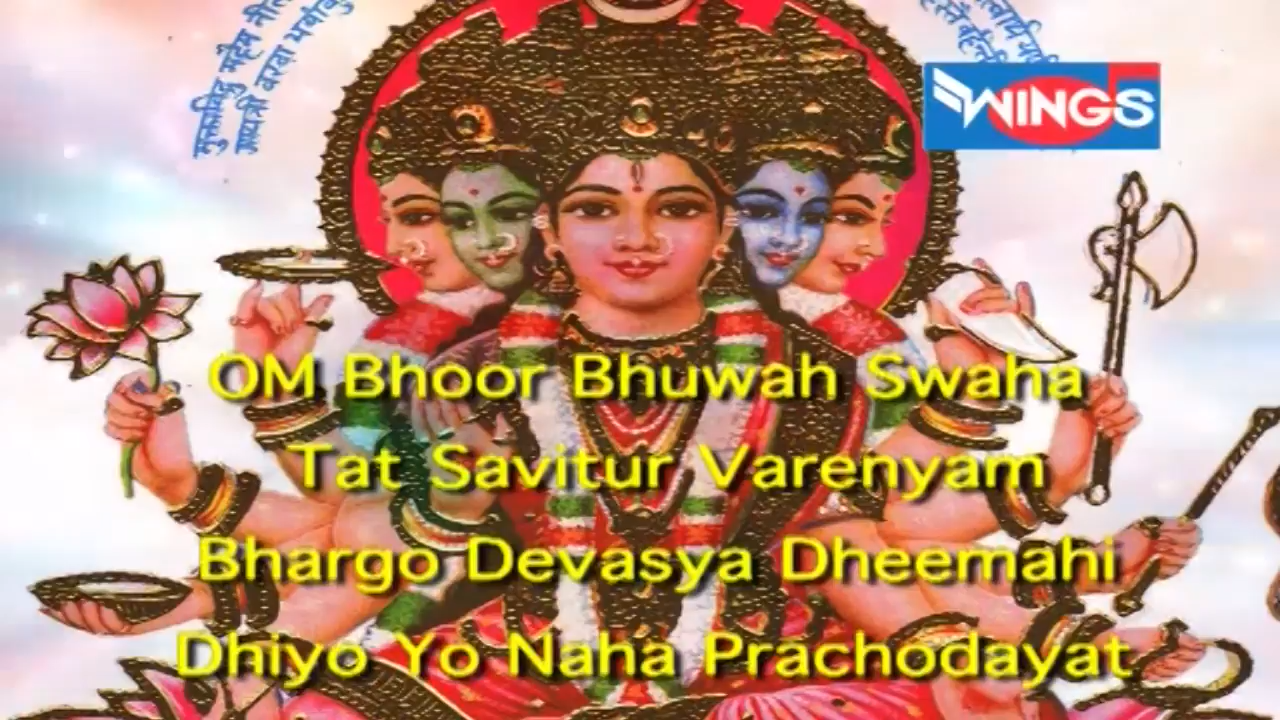 WINGS
OM Bhoor Bhuwah Swaha
Tat Savitur Varenyam
Bhargo Devasya Dheemahi
Dhiyo Yo Naha Prachodayat